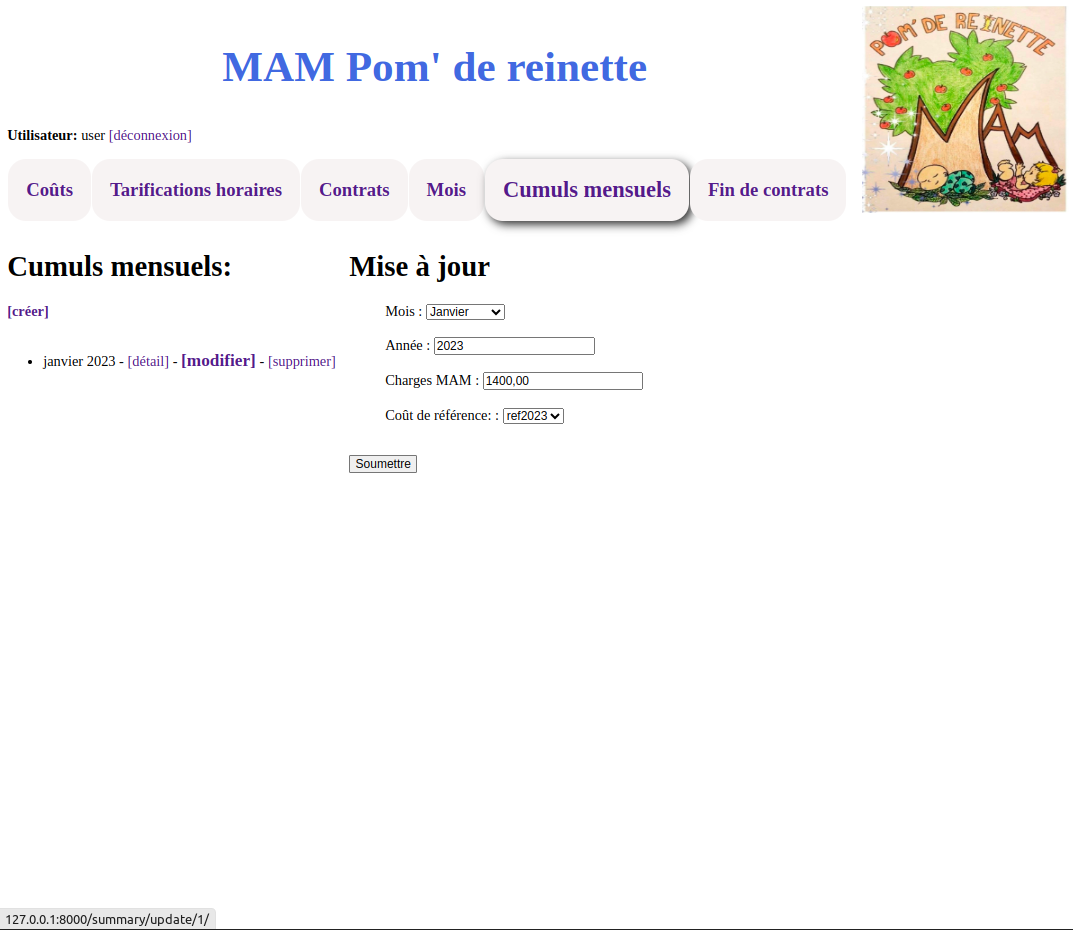 POM' DE REINETTE
MAM
MAM Pom' de reinette
Utilisateur: user [déconnexion]
Coûts Tarifications horaires Contrats Mois Cumuls mensuels Fin de contrats
Cumuls mensuels:
[créer]
janvier 2023 - [détail] - [modifier] - [supprimer]
Mise à jour
Mois : Janvier
Année : 2023
Charges MAM : 1400,00
Coût de référence: : ref2023
Soumettre
127.0.0.1:8000/summary/update/1/